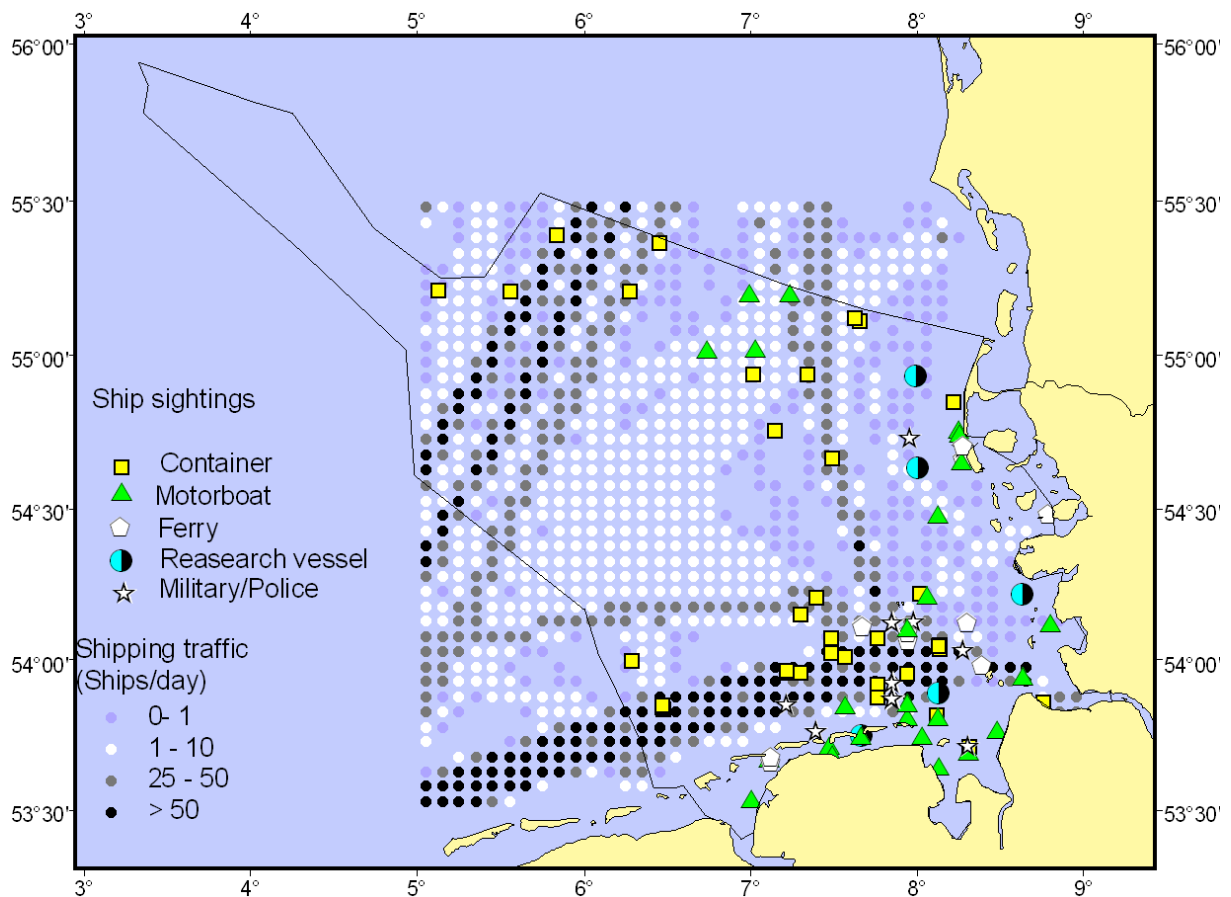 3° 4° 5° 6° 7° 8° 9°
56°00' 56°00'
55°30' 55°30'
55°00' 55°00'
Ship sightings
Container
Motorboat
Ferry
Reasearch vessel
Military/Police
54°30' 54°30'
Shipping traffic
(Ships/day)
0- 1
1 - 10
25 - 50
> 50
54°00' 54°00'
53°30' 53°30'
3° 4° 5° 6° 7° 8° 9°